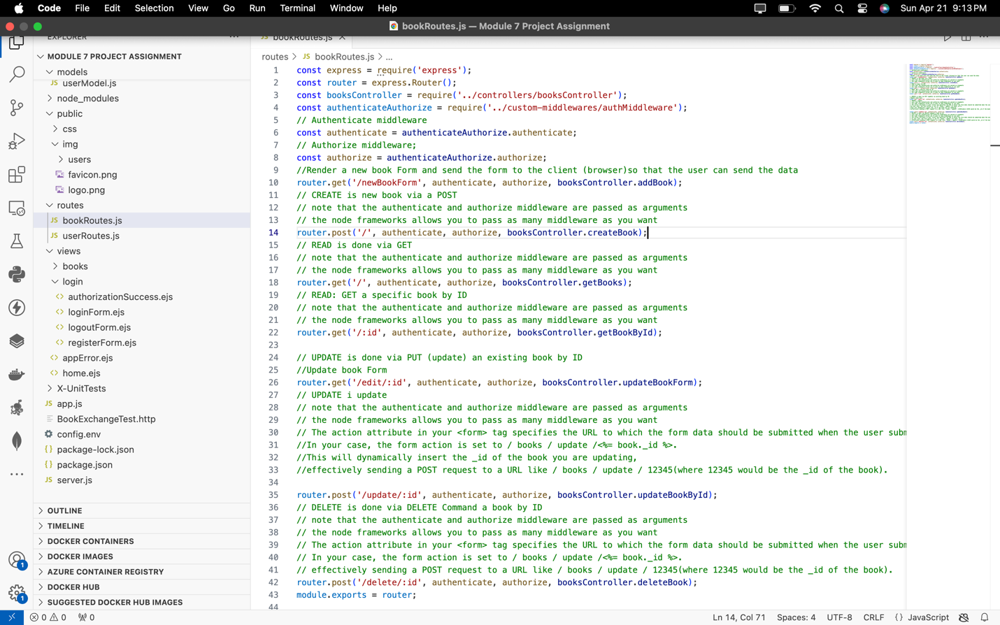 Code File Edit Selection View Go Run Terminal Window Help Sun Apr 21 9:13 PM
bookRoutes.js — Module 7 Project Assignment
EXPLORER
JS bookRoutes.js
MODULE 7 PROJECT ASSIGNMENT
models
JS userModel.js
node_modules
public
css
img
users
favicon.png
logo.png
routes
JS bookRoutes.js
JS userRoutes.js
views
books
login
<> authorizationSuccess.ejs
<> loginForm.ejs
<> logoutForm.ejs
<> registerForm.ejs
<> appError.ejs
<> home.ejs
X-UnitTests
JS app.js
BookExchangeTest.http
config.env
{} package-lock.json
{} package.json
JS server.js
OUTLINE
TIMELINE
DOCKER CONTAINERS
DOCKER IMAGES
AZURE CONTAINER REGISTRY
DOCKER HUB
SUGGESTED DOCKER HUB IMAGES
1
1
routes > JS bookRoutes.js > ...
1 const express = require('express');
2 const router = express.Router();
3 const booksController = require('../controllers/booksController');
4 const authenticateAuthorize = require('../custom-middlewares/authMiddleware');
5 // Authenticate middleware
6 const authenticate = authenticateAuthorize.authenticate;
7 // Authorize middleware;
8 const authorize = authenticateAuthorize.authorize;
9 //Render a new book Form and send the form to the client (browser)so that the user can send the data
10 router.get('/newBookForm', authenticate, authorize, booksController.addBook);
11 // CREATE is new book via a POST
12 // note that the authenticate and authorize middleware are passed as arguments
13 // the node frameworks allows you to pass as many middleware as you want
14 router.post('/', authenticate, authorize, booksController.createBook);
15 // READ is done via GET
16 // note that the authenticate and authorize middleware are passed as arguments
17 // the node frameworks allows you to pass as many middleware as you want
18 router.get('/', authenticate, authorize, booksController.getBooks);
19 // READ: GET a specific book by ID
20 // note that the authenticate and authorize middleware are passed as arguments
21 // the node frameworks allows you to pass as many middleware as you want
22 router.get('/:id', authenticate, authorize, booksController.getBookById);
23
24 // UPDATE is done via PUT (update) an existing book by ID
25 //Update book Form
26 router.get('/edit/:id', authenticate, authorize, booksController.updateBookForm);
27 // UPDATE i update
28 // note that the authenticate and authorize middleware are passed as arguments
29 // the node frameworks allows you to pass as many middleware as you want
30 // The action attribute in your <form> tag specifies the URL to which the form data should be submitted when the user subm
31 //In your case, the form action is set to / books / update /<%= book._id %>.
32 //This will dynamically insert the _id of the book you are updating,
33 //effectively sending a POST request to a URL like / books / update / 12345(where 12345 would be the _id of the book).
34
35 router.post('/update/:id', authenticate, authorize, booksController.updateBookById);
36 // DELETE is done via DELETE Command a book by ID
37 // note that the authenticate and authorize middleware are passed as arguments
38 // the node frameworks allows you to pass as many middleware as you want
39 // The action attribute in your <form> tag specifies the URL to which the form data should be submitted when the user subm
40 // In your case, the form action is set to / books / update /<%= book._id %>.
41 // effectively sending a POST request to a URL like / books / update / 12345(where 12345 would be the _id of the book).
42 router.post('/delete/:id', authenticate, authorize, booksController.deleteBook);
43 module.exports = router;
44
0 0 0 Ln 14, Col 71 Spaces: 4 UTF-8 CRLF {} JavaScript